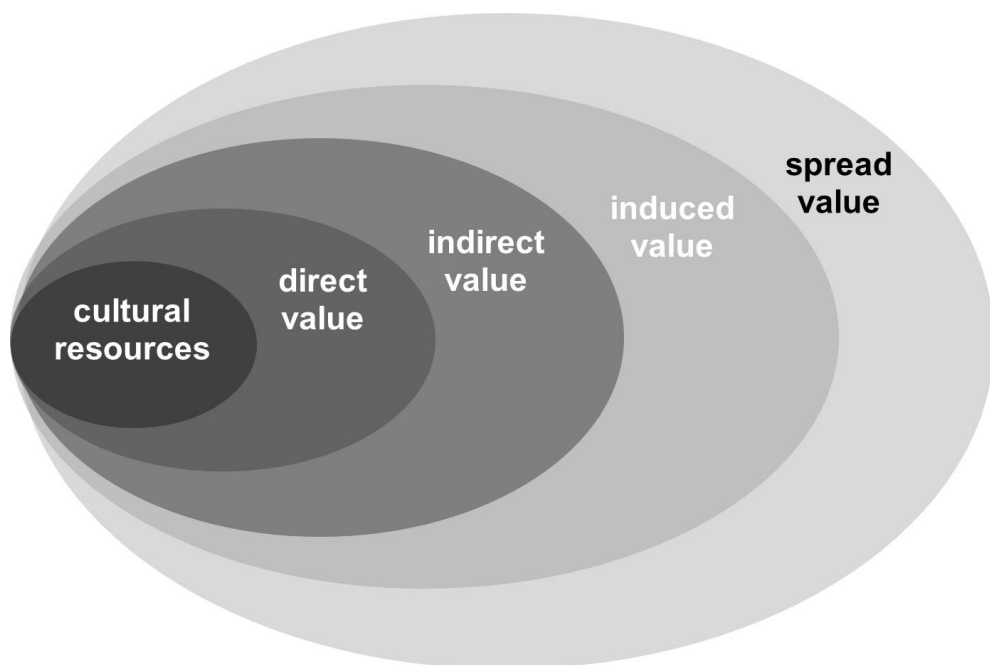 cultural
resources
direct
value
indirect
value
induced
value
spread
value